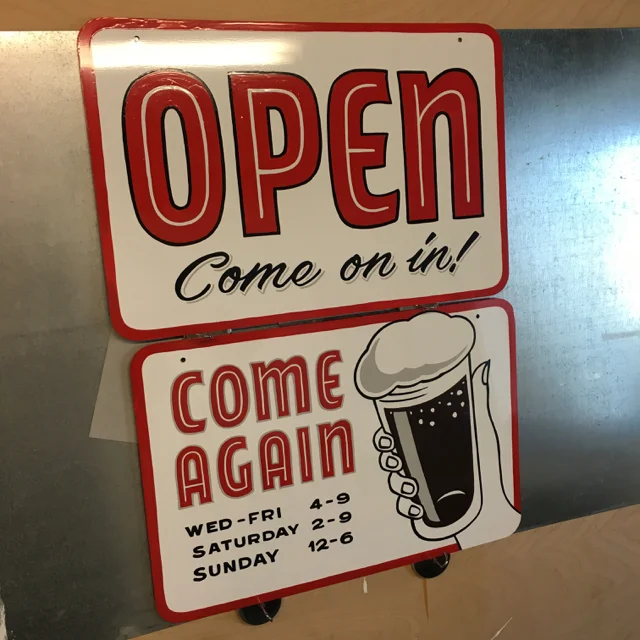 OPEN
Come on in!
COME
AGAIN
WED-FRI 4-9
SATURDAY 2-9
SUNDAY 12-6